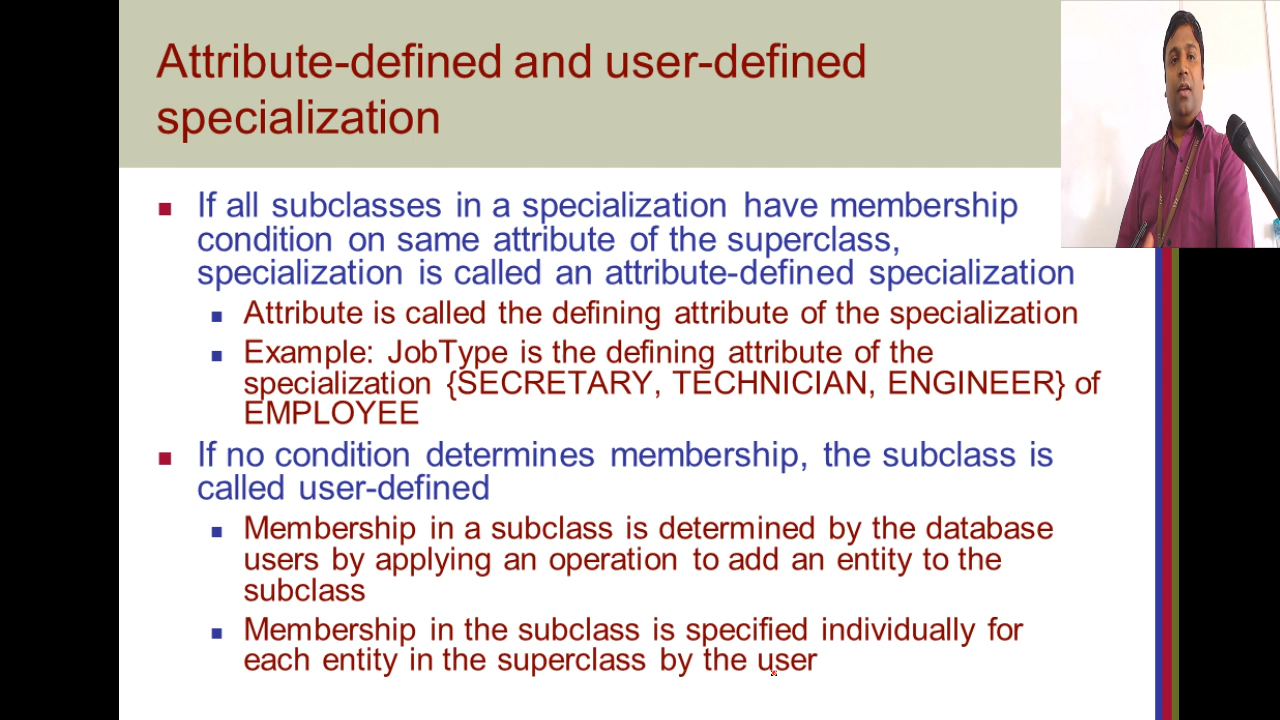 Attribute-defined and user-defined
specialization
If all subclasses in a specialization have membership
condition on same attribute of the superclass,
specialization is called an attribute-defined specialization
Attribute is called the defining attribute of the specialization
Example: JobType is the defining attribute of the
specialization {SECRETARY, TECHNICIAN, ENGINEER} of
EMPLOYEE
If no condition determines membership, the subclass is
called user-defined
Membership in a subclass is determined by the database
users by applying an operation to add an entity to the
subclass
Membership in the subclass is specified individually for
each entity in the superclass by the user